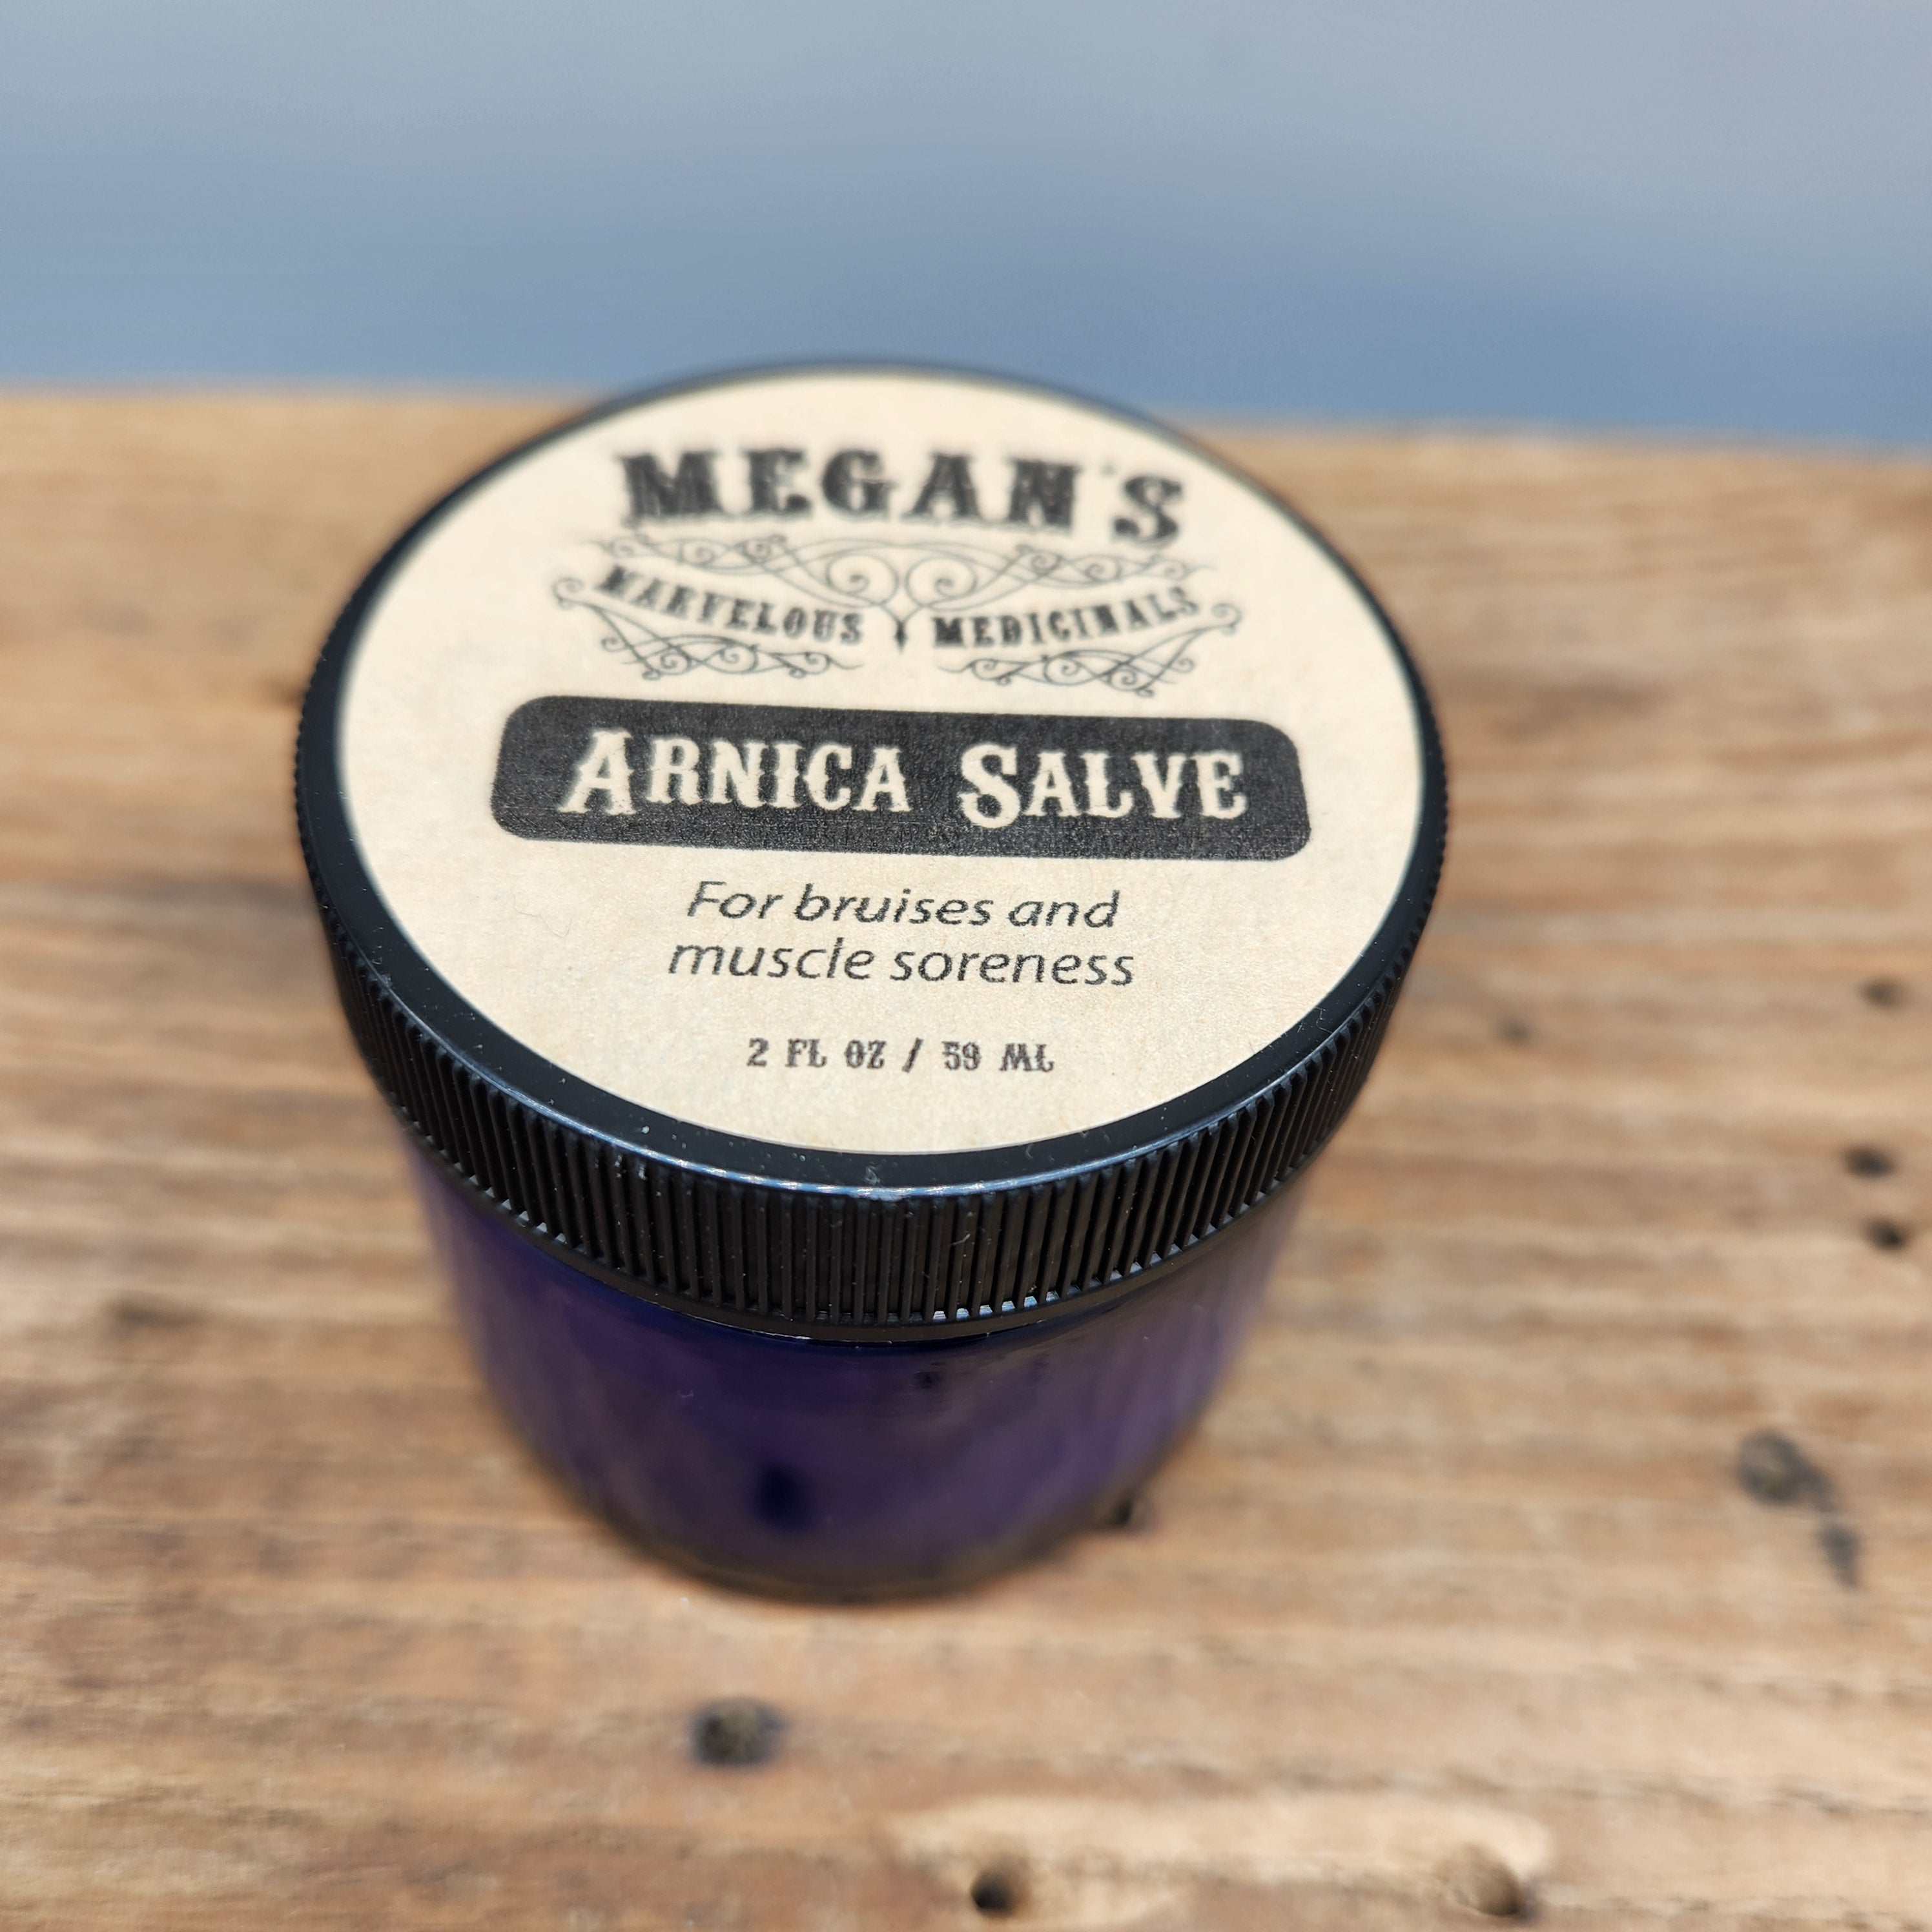 MEGAN'S
MARVELOUS MEDICINALS
ARNICA SALVE
For bruises and
muscle soreness
2 FL OZ / 59 ML